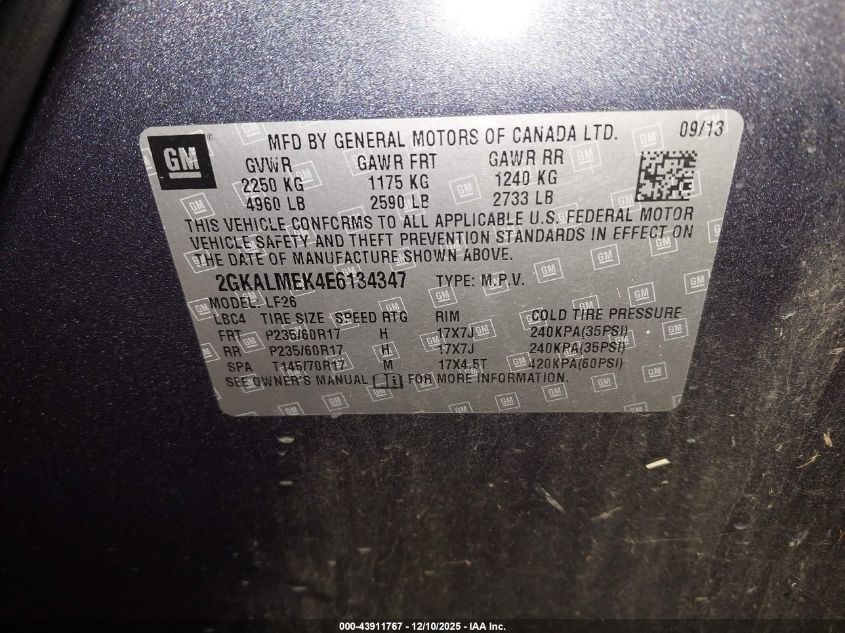 GM
MFD BY GENERAL MOTORS OF CANADA LTD. 09/13
GVWR GAWR FRT GAWR RR
2250 KG 1175 KG 1240 KG
4960 LB 2590 LB 2733 LB
THIS VEHICLE CONFORMS TO ALL APPLICABLE U.S. FEDERAL MOTOR
VEHICLE SAFETY AND THEFT PREVENTION STANDARDS IN EFFECT ON
THE DATE OF MANUFACTURE SHOWN ABOVE.
2GKALMEK4E6134347 TYPE: M.P.V.
MODEL: LF26
LBC4 TIRE SIZE SPEED RTG RIM COLD TIRE PRESSURE
FRT P235/60R17 H 17X7J 240KPA(35PSI)
RR P235/60R17 H 17X7J 240KPA(35PSI)
SPA T145/70R17 M 17X4.5T 420KPA(60PSI)
SEE OWNER'S MANUAL FOR MORE INFORMATION.
000-43911767 - 12/10/2025 - IAA Inc.